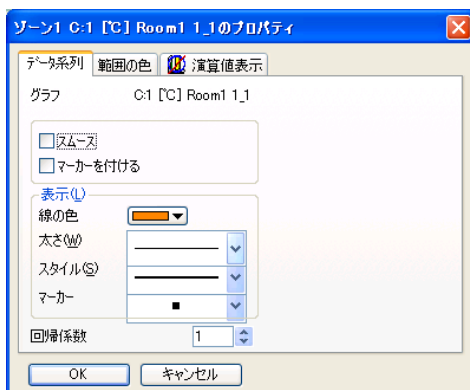 ゾーン1 C:1 [℃] Room1 1_1のプロパティ
データ系列 範囲の色 演算値表示
グラフ C:1 [℃] Room1 1_1
スムース
マーカーを付ける
表示(L)
線の色
太さ(W)
スタイル(S)
マーカー
回帰係数 1
OK キャンセル